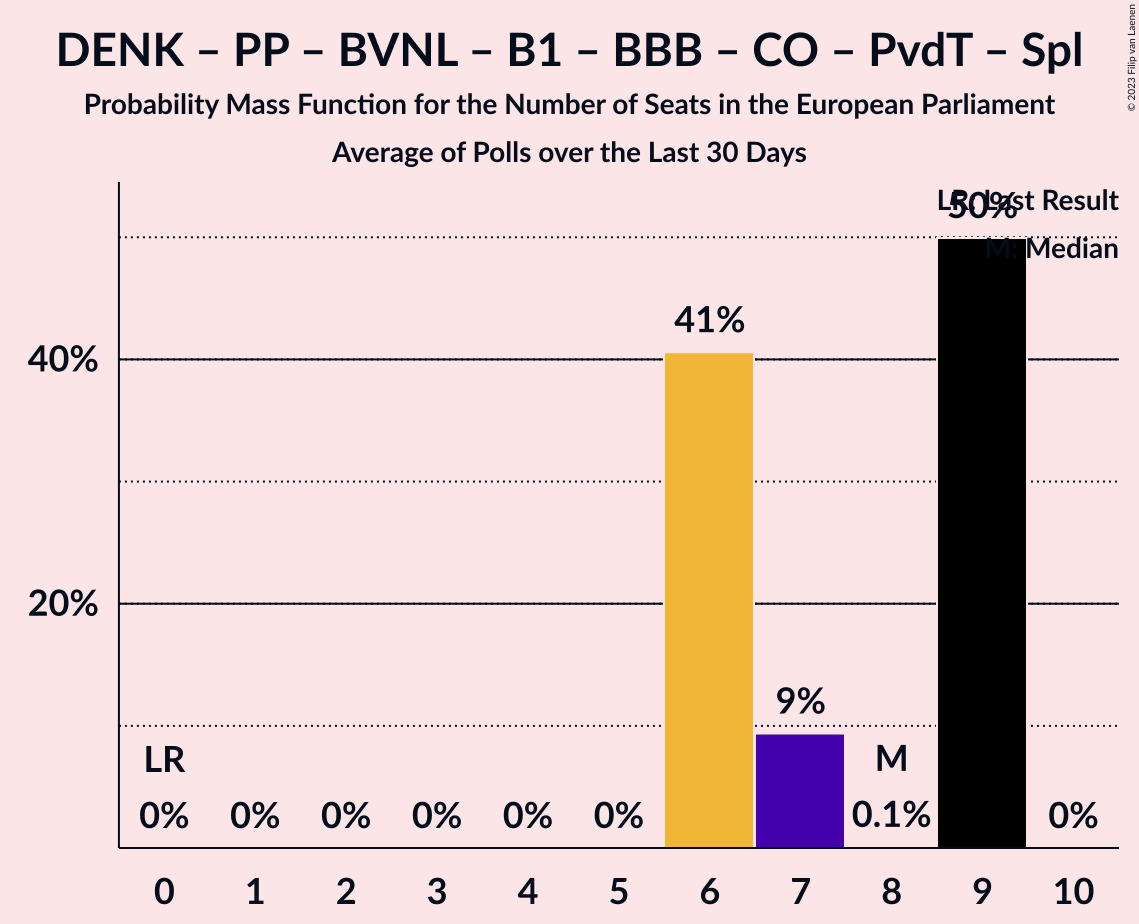 DENK – PP – BVNL – B1 – BBB – CO – PvdT – Spl
Probability Mass Function for the Number of Seats in the European Parliament
Average of Polls over the Last 30 Days
© 2023 Filip van Laenen
LR: Last Result
50%
M: Median
41%
40%
20%
9%
LR
M
0% 0% 0% 0% 0% 0% 0.1% 0%
0 1 2 3 4 5 6 7 8 9 10